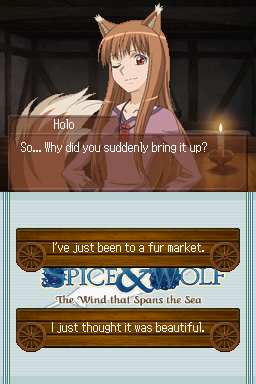 Holo
So... Why did you suddenly bring it up?
I've just been to a fur market.
SPICE & WOLF
The Wind that Spans the Sea
I just thought it was beautiful.